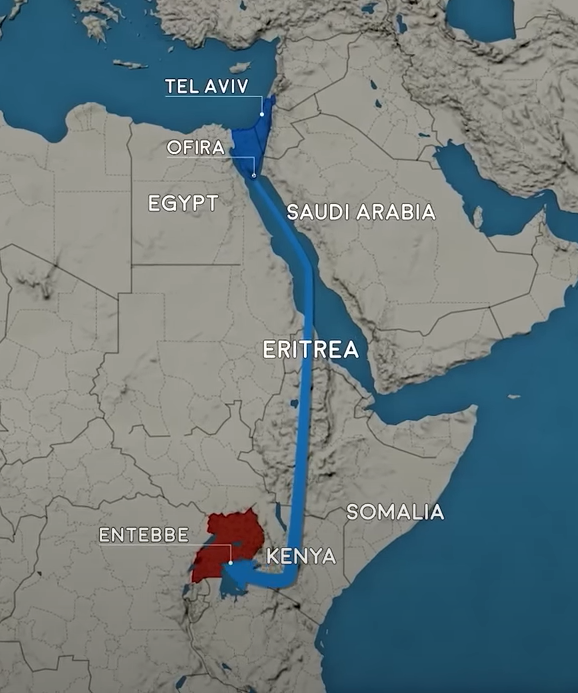 TEL AVIV
OFIRA
EGYPT
SAUDI ARABIA
ERITREA
SOMALIA
ENTEBBE
KENYA